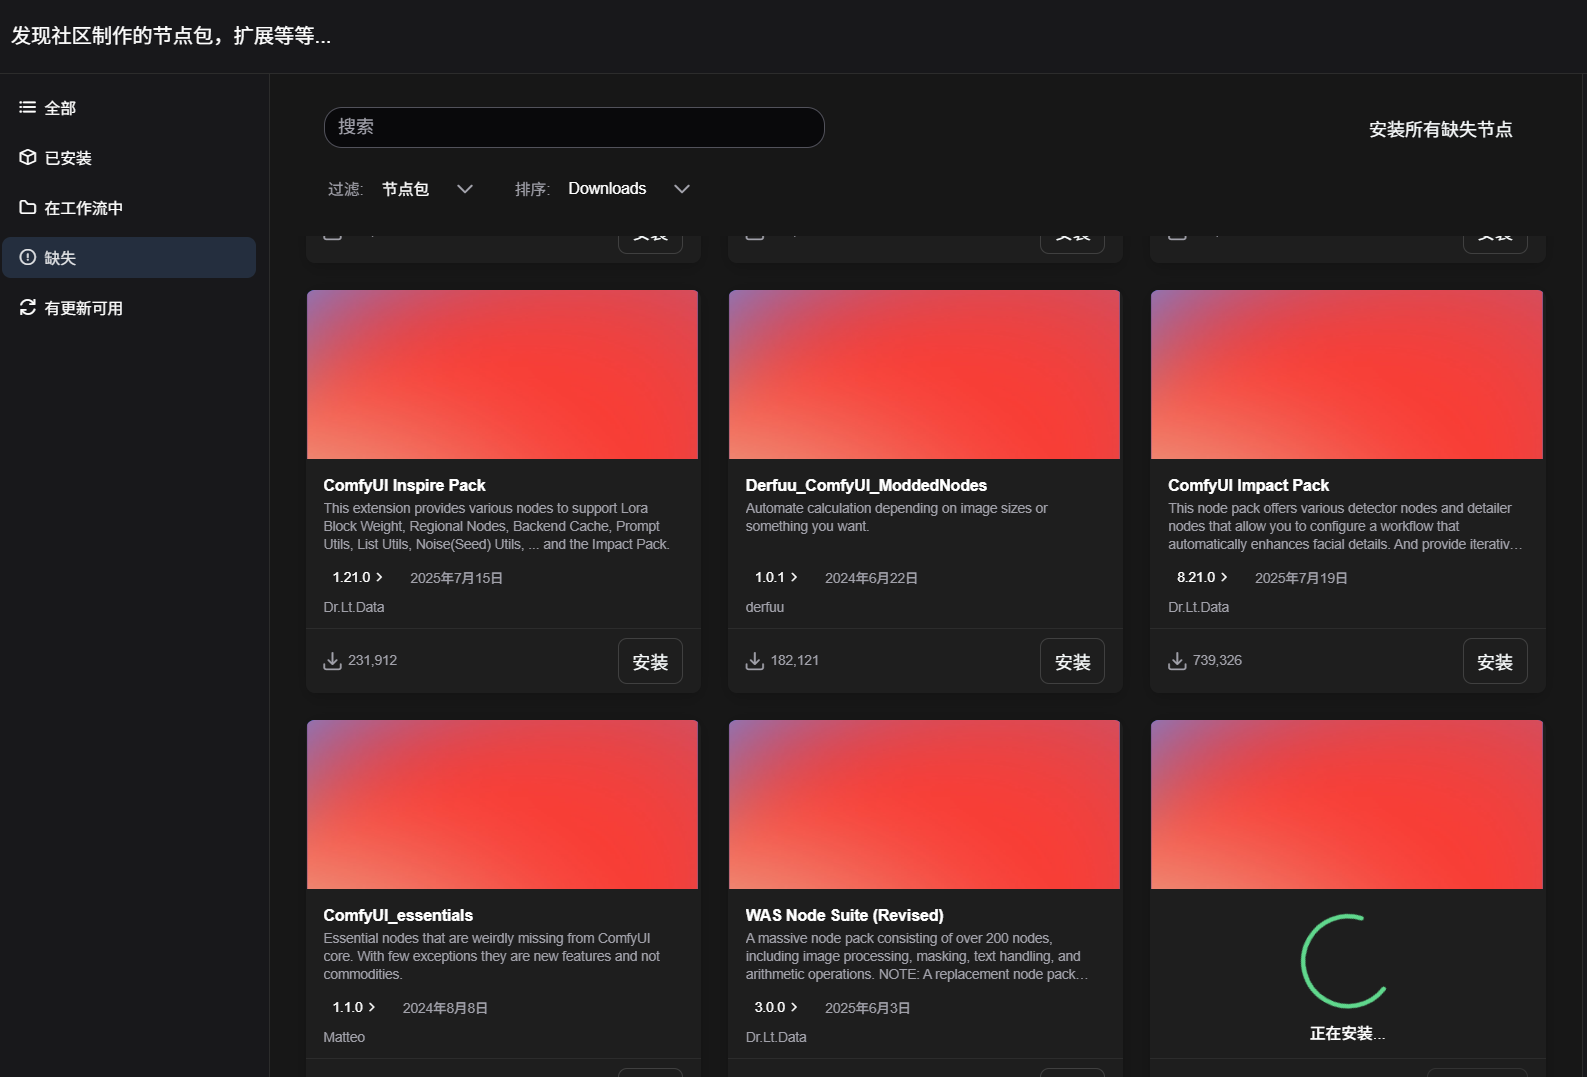 发现社区制作的节点包，扩展等等...
全部
已安装
在工作流中
缺失
有更新可用
搜索
安装所有缺失节点
过滤: 节点包 排序: Downloads
安装 安装 安装
ComfyUI Inspire Pack
This extension provides various nodes to support Lora
Block Weight, Regional Nodes, Backend Cache, Prompt
Utils, List Utils, Noise(Seed) Utils, ... and the Impact Pack.
1.21.0 2025年7月15日
Dr.Lt.Data
231,912 安装
Derfuu_ComfyUI_ModdedNodes
Automate calculation depending on image sizes or
something you want.
1.0.1 2024年6月22日
derfuu
182,121 安装
ComfyUI Impact Pack
This node pack offers various detector nodes and detailer
nodes that allow you to configure a workflow that
automatically enhances facial details. And provide iterativ...
8.21.0 2025年7月19日
Dr.Lt.Data
739,326 安装
ComfyUI_essentials
Essential nodes that are weirdly missing from ComfyUI
core. With few exceptions they are new features and not
commodities.
1.1.0 2024年8月8日
Matteo
WAS Node Suite (Revised)
A massive node pack consisting of over 200 nodes,
including image processing, masking, text handling, and
arithmetic operations. NOTE: A replacement node pack...
3.0.0 2025年6月3日
Dr.Lt.Data
正在安装...